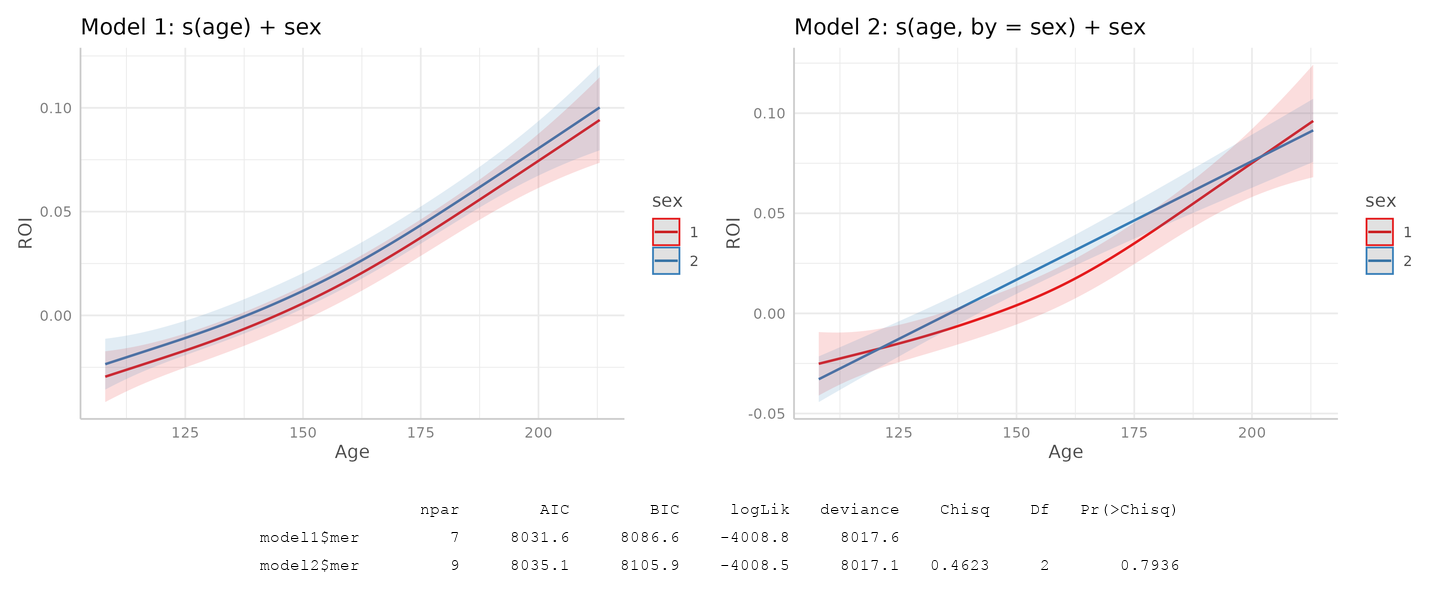 Model 1: s(age) + sex
0.10
0.05
0.00
ROI
125 150 175 200
Age
sex
1
2
Model 2: s(age, by = sex) + sex
0.10
0.05
0.00
-0.05
ROI
125 150 175 200
Age
sex
1
2
npar AIC BIC logLik deviance Chisq Df Pr(>Chisq)
model1$mer 7 8031.6 8086.6 -4008.8 8017.6
model2$mer 9 8035.1 8105.9 -4008.5 8017.1 0.4623 2 0.7936